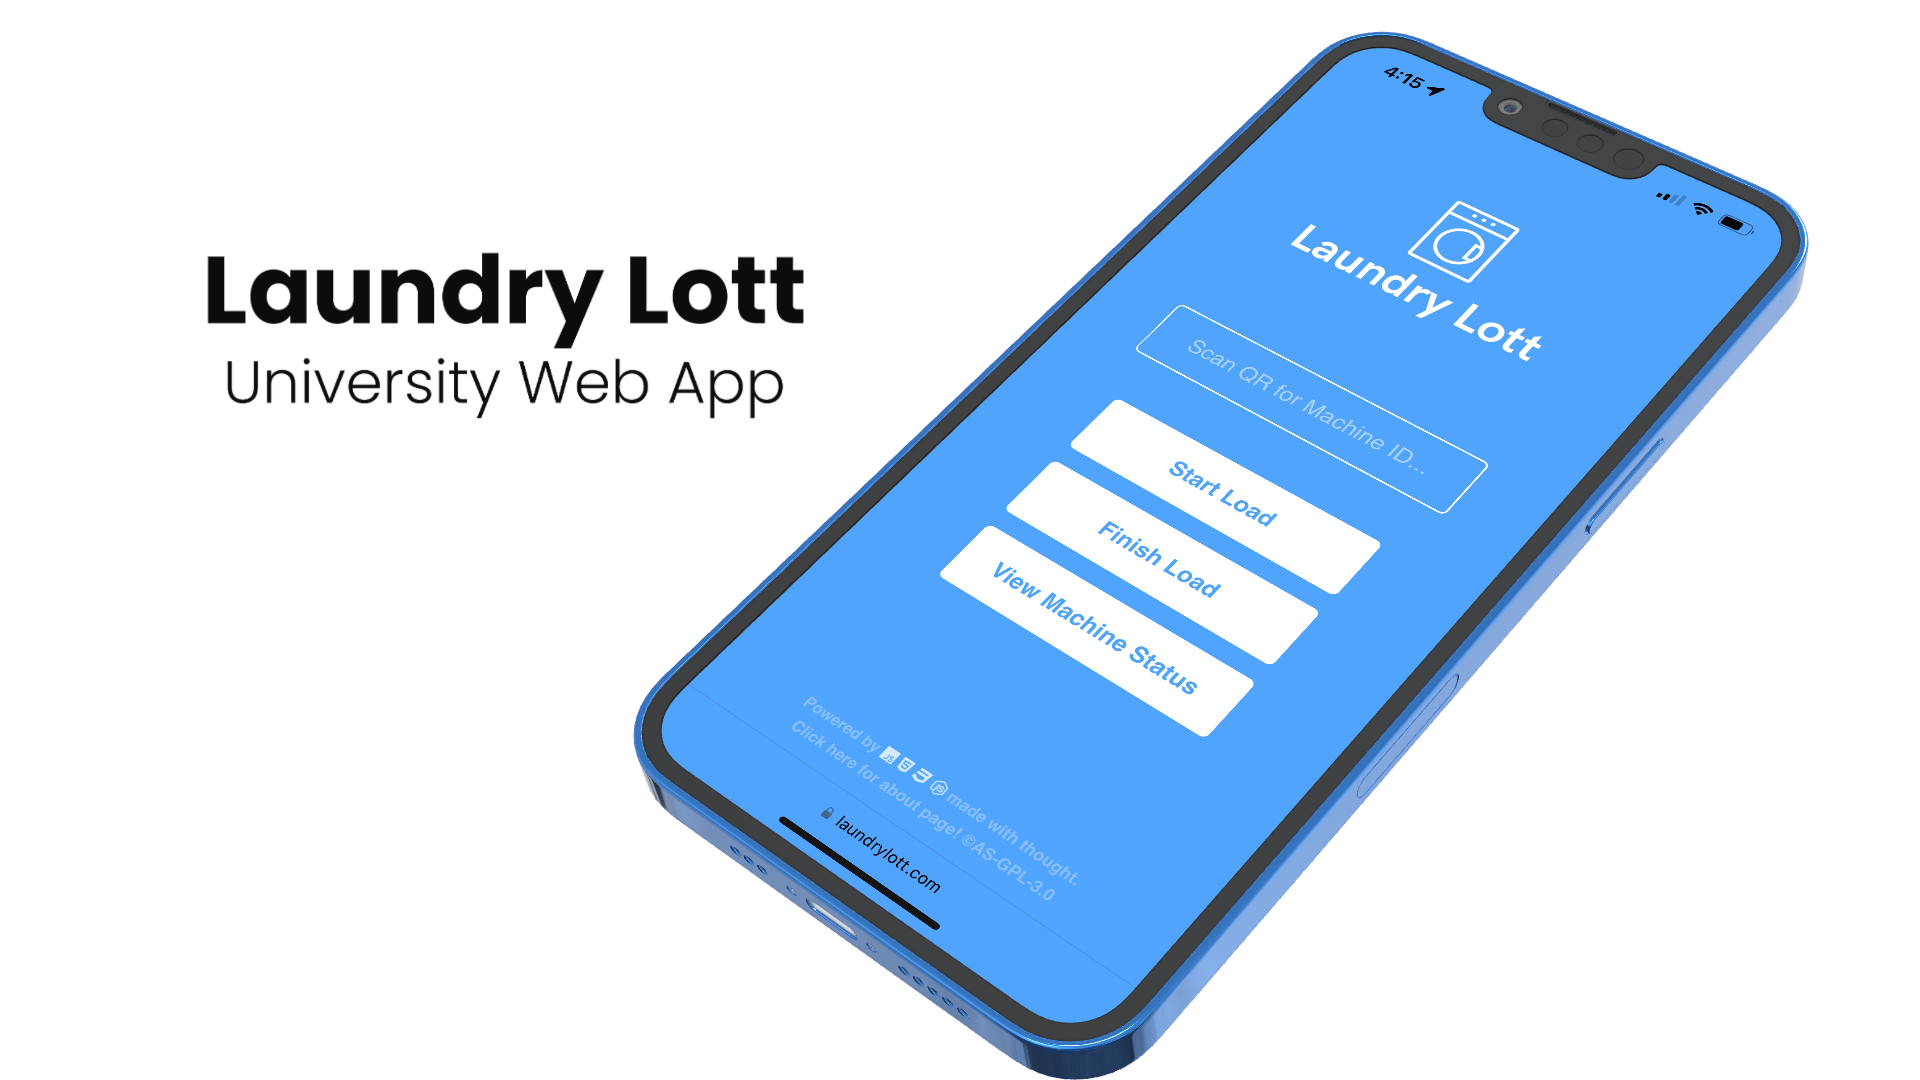 Laundry Lott
University Web App
4:15
Laundry Lott
Scan QR for Machine ID...
Start Load
Finish Load
View Machine Status
Powered by JS made with thought.
Click here for about page! ©AS-GPL-3.0
laundrylott.com